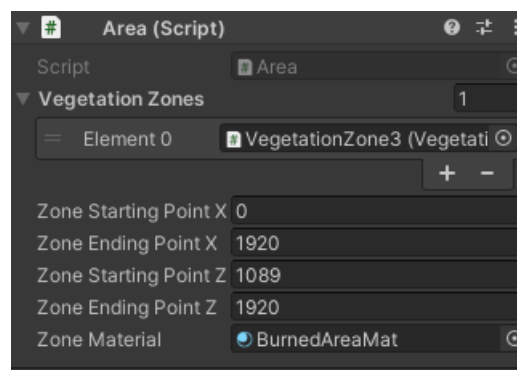 Area (Script)
Script Area
Vegetation Zones 1
Element 0 VegetationZone3 (Vegetati
Zone Starting Point X 0
Zone Ending Point X 1920
Zone Starting Point Z 1089
Zone Ending Point Z 1920
Zone Material BurnedAreaMat